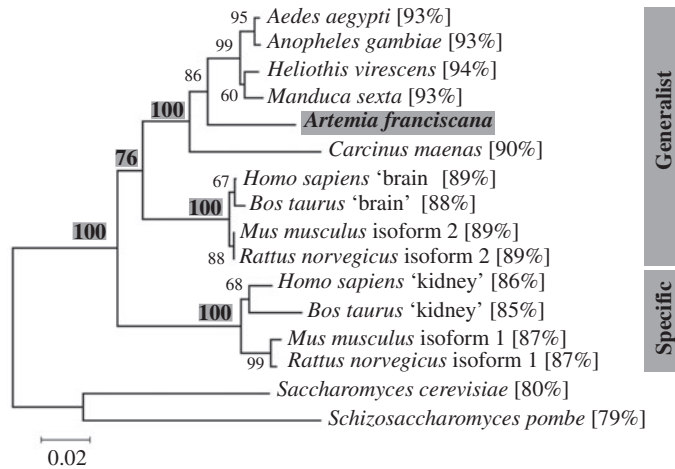 95 Aedes aegypti [93%]
Anopheles gambiae [93%]
99
Heliothis virescens [94%]
86
60 Manduca sexta [93%]
100 Artemia franciscana
Carcinus maenas [90%]
76
67 Homo sapiens ‘brain [89%]
Bos taurus ‘brain’ [88%]
100
Mus musculus isoform 2 [89%]
88 Rattus norvegicus isoform 2 [89%]
100
68 Homo sapiens ‘kidney’ [86%]
Bos taurus ‘kidney’ [85%]
100
Mus musculus isoform 1 [87%]
99 Rattus norvegicus isoform 1 [87%]
Saccharomyces cerevisiae [80%]
Schizosaccharomyces pombe [79%]
0.02
Generalist
Specific